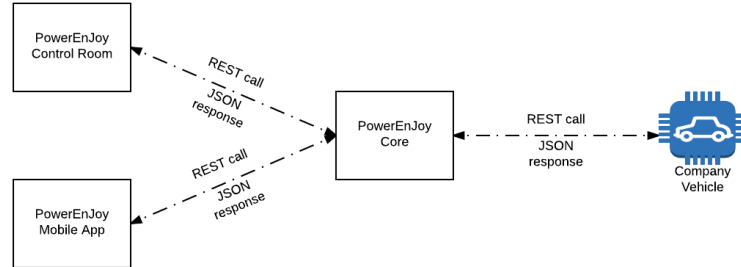 PowerEnJoy
Control Room
REST call
JSON
response
PowerEnJoy
Core
REST call
JSON
response
Company
Vehicle
REST call
JSON
response
PowerEnJoy
Mobile App